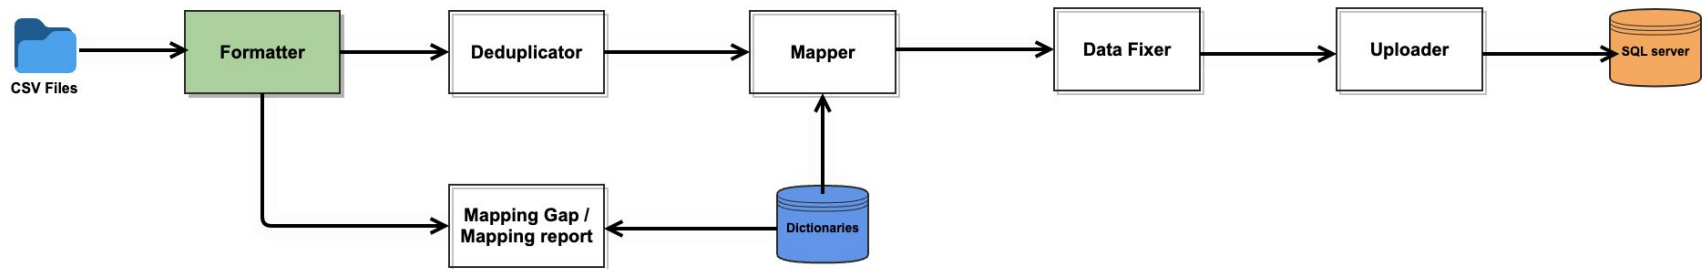 CSV Files
Formatter
Deduplicator
Mapper
Data Fixer
Uploader
SQL server
Mapping Gap /
Mapping report
Dictionaries